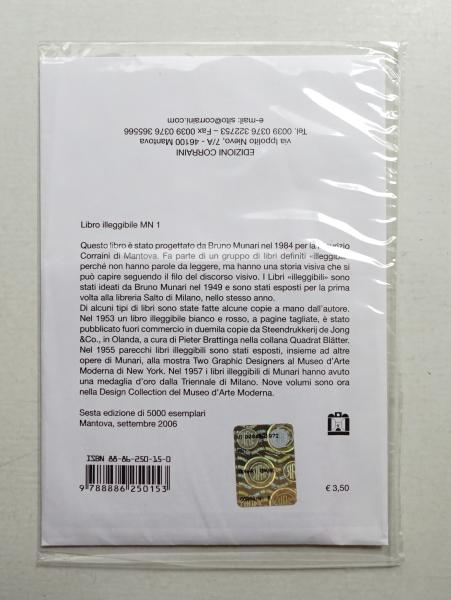 EDIZIONI CORRAINI
via Ippolito Nievo, 7/A - 46100 Mantova
Tel. 0039 0376 322753 – Fax 0039 0376 365566
e-mail: sito@corraini.com
Libro illeggibile MN 1
Questo libro è stato progettato da Bruno Munari nel 1984 per la Maurizio
Corraini di Mantova. Fa parte di un gruppo di libri definiti «illeggibili»
perché non hanno parole da leggere, ma hanno una storia visiva che si
può capire seguendo il filo del discorso visivo. I Libri «illeggibili» sono
stati ideati da Bruno Munari nel 1949 e sono stati esposti per la prima
volta alla libreria Salto di Milano, nello stesso anno.
Di alcuni tipi di libri sono state fatte alcune copie a mano dall'autore.
Nel 1953 un libro illeggibile bianco e rosso, a pagine tagliate, è stato
pubblicato fuori commercio in duemila copie da Steendrukkerij de Jong
&Co., in Olanda, a cura di Pieter Brattinga nella collana Quadrat Blätter.
Nel 1955 parecchi libri illeggibili sono stati esposti, insieme ad altre
opere di Munari, alla mostra Two Graphic Designers al Museo d'Arte
Moderna di New York. Nel 1957 i libri illeggibili di Munari hanno avuto
una medaglia d'oro dalla Triennale di Milano. Nove volumi sono ora
nella Design Collection del Museo d'Arte Moderna.
Sesta edizione di 5000 esemplari
Mantova, settembre 2006
ISBN 88-86-250-15-0
9 788886 250153
€ 3,50